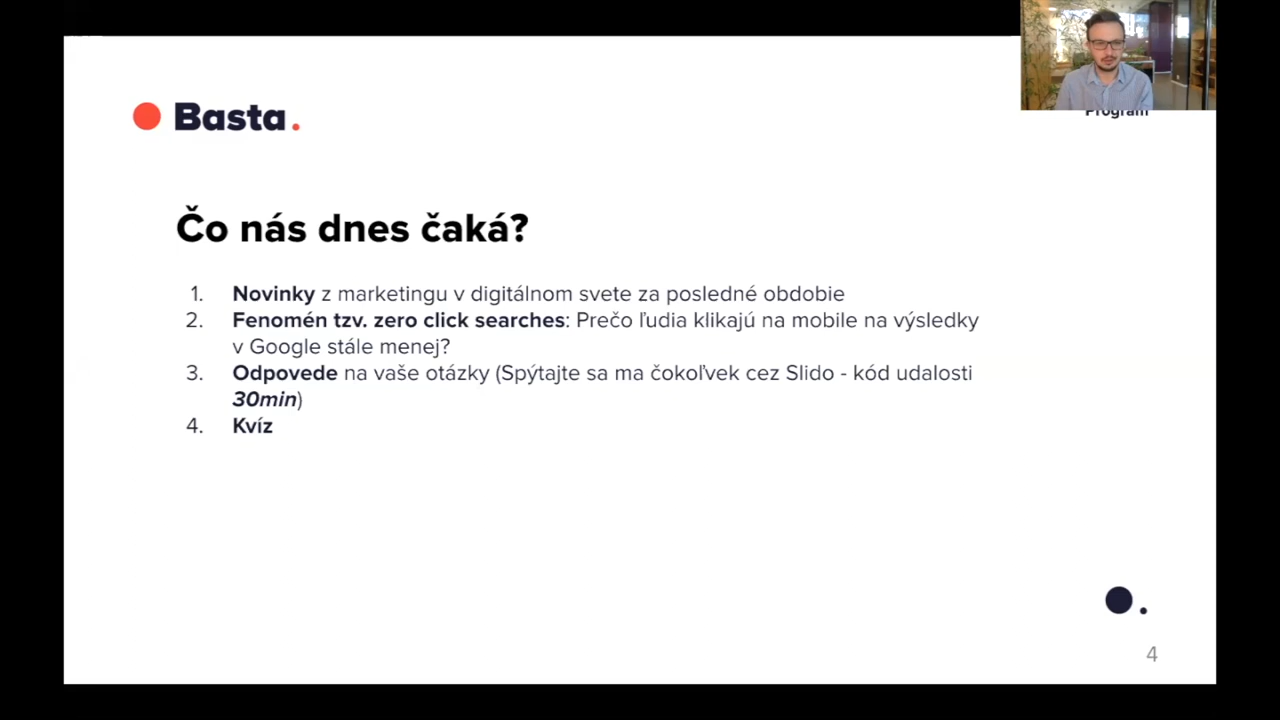 Basta.
Program
Čo nás dnes čaká?
1. Novinky z marketingu v digitálnom svete za posledné obdobie
2. Fenomén tzv. zero click searches: Prečo ľudia klikajú na mobile na výsledky
v Google stále menej?
3. Odpovede na vaše otázky (Spýtajte sa ma čokoľvek cez Slido - kód udalosti
30min)
4. Kvíz
4